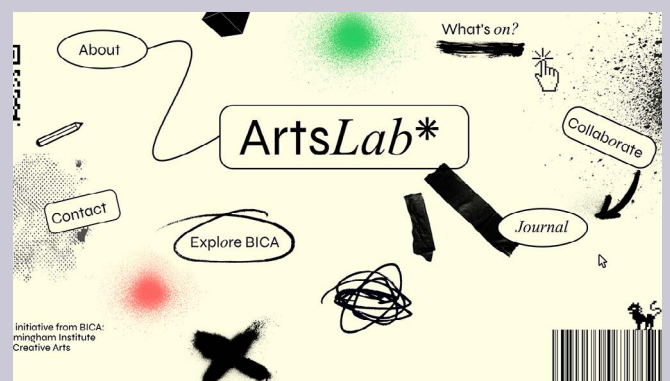 What's on?
About
ArtsLab*
Collaborate
Contact
Journal
Explore BICA
initiative from BICA:
mingham Institute
Creative Arts